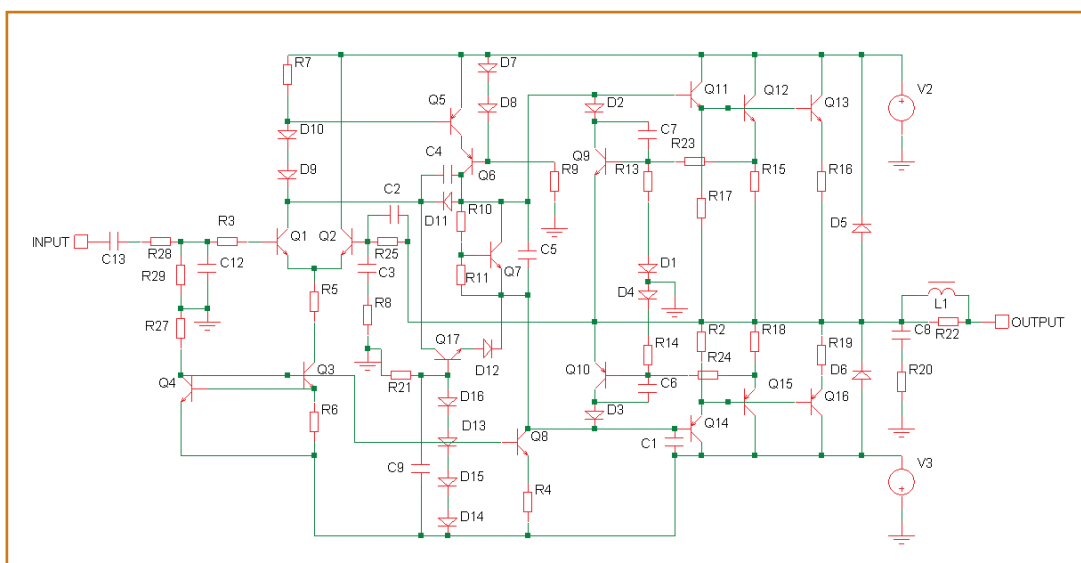 R7
D7
D8
Q11
Q12
Q13
V2
Q5
D2
C7
R23
D10
C4
Q9
D9
Q6
R9
R13
R15
R16
C2
R17
R3
D11
R10
D5
INPUT
C13
R28
Q1
Q2
R25
C5
R29
C12
C3
R11
Q7
D1
R5
R8
D4
L1
OUTPUT
R27
Q17
R2
R18
C8
R22
R14
R24
R19
D12
Q4
Q3
R21
Q10
C6
D6
R20
D16
Q15
Q16
R6
D3
D13
Q8
Q14
C1
C9
V3
D15
R4
D14